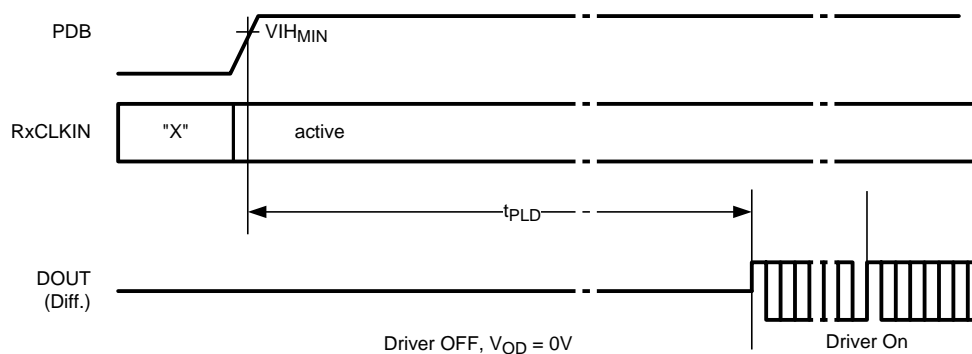 PDB
VIHMIN
RxCLKIN
"X"
active
tPLD
DOUT
(Diff.)
Driver OFF, VOD = 0V
Driver On